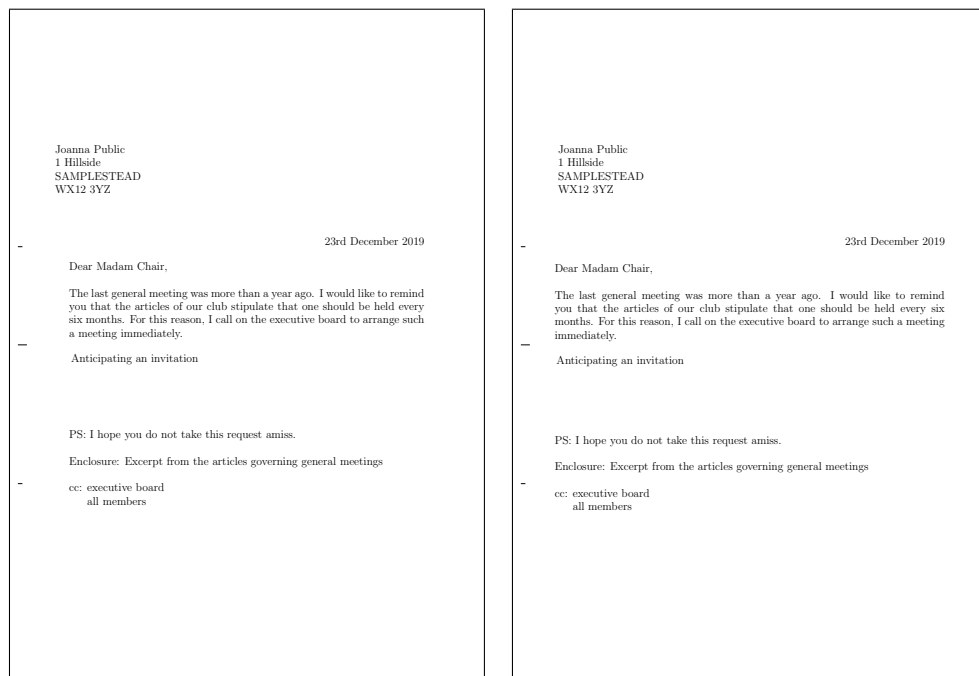 Joanna Public
1 Hillside
SAMPLESTEAD
WX12 3YZ
23rd December 2019
Dear Madam Chair,
The last general meeting was more than a year ago. I would like to remind
you that the articles of our club stipulate that one should be held every
six months. For this reason, I call on the executive board to arrange such
a meeting immediately.
Anticipating an invitation
PS: I hope you do not take this request amiss.
Enclosure: Excerpt from the articles governing general meetings
cc: executive board
all members
Joanna Public
1 Hillside
SAMPLESTEAD
WX12 3YZ
23rd December 2019
Dear Madam Chair,
The last general meeting was more than a year ago. I would like to remind
you that the articles of our club stipulate that one should be held every six
months. For this reason, I call on the executive board to arrange such a meeting
immediately.
Anticipating an invitation
PS: I hope you do not take this request amiss.
Enclosure: Excerpt from the articles governing general meetings
cc: executive board
all members